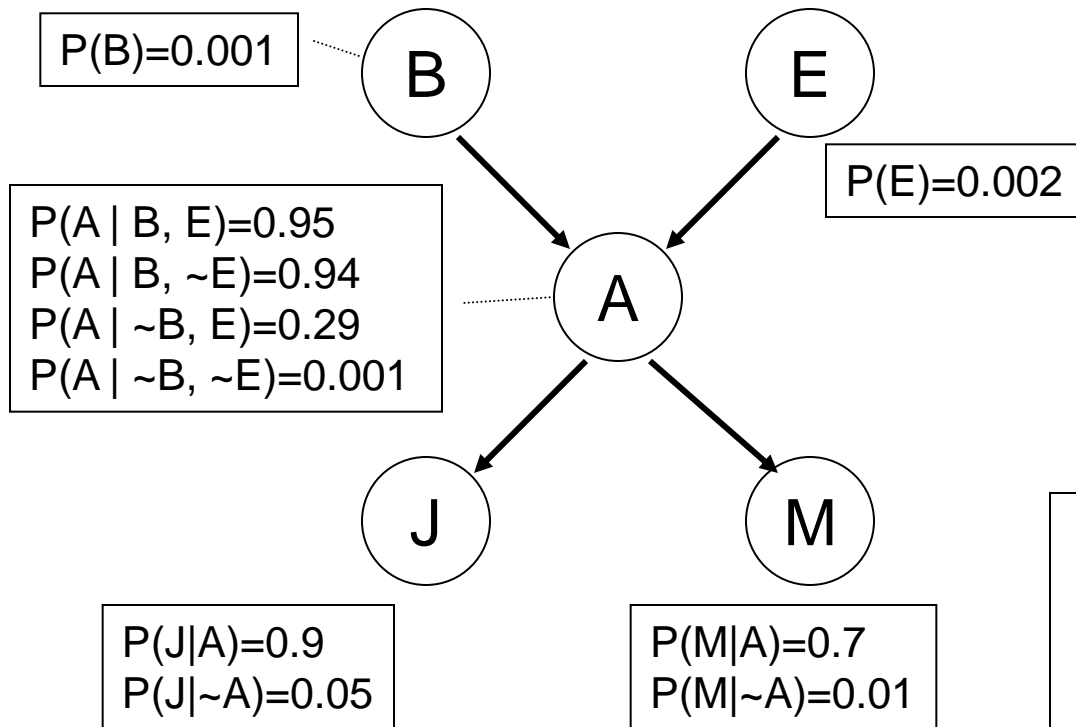 P(B)=0.001
B
E
P(E)=0.002
P(A | B, E)=0.95
P(A | B, ~E)=0.94
P(A | ~B, E)=0.29
P(A | ~B, ~E)=0.001
A
J
M
P(J|A)=0.9
P(J|~A)=0.05
P(M|A)=0.7
P(M|~A)=0.01